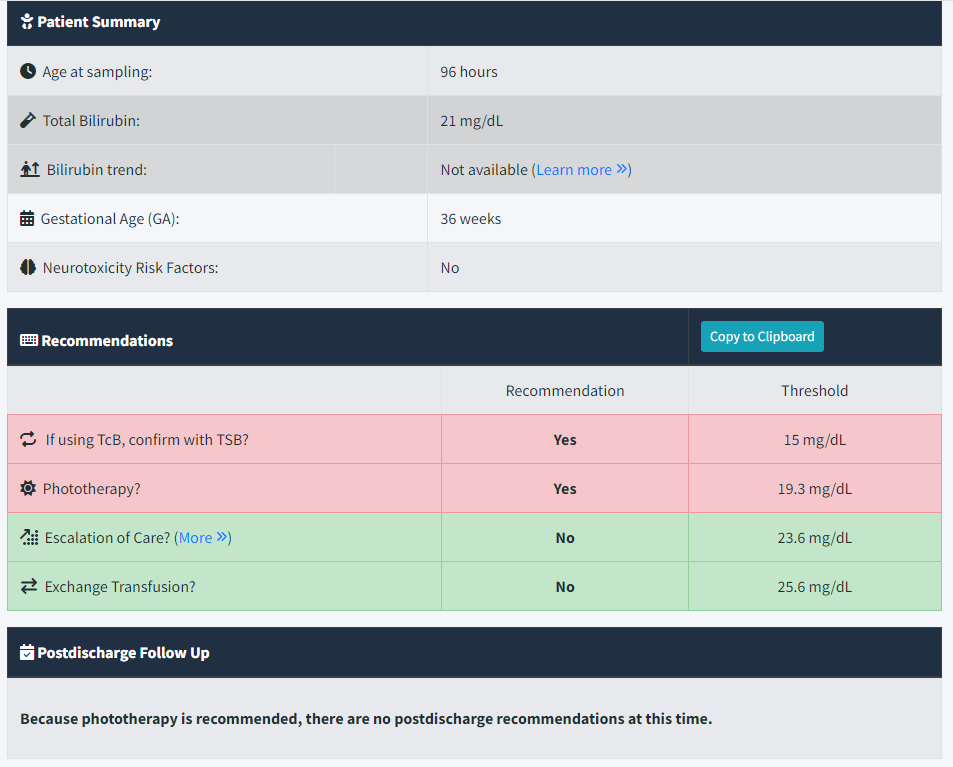 Patient Summary
Age at sampling: 96 hours
Total Bilirubin: 21 mg/dL
Bilirubin trend: Not available (Learn more »)
Gestational Age (GA): 36 weeks
Neurotoxicity Risk Factors: No
Recommendations Copy to Clipboard
Recommendation Threshold
If using TcB, confirm with TSB? Yes 15 mg/dL
Phototherapy? Yes 19.3 mg/dL
Escalation of Care? (More ») No 23.6 mg/dL
Exchange Transfusion? No 25.6 mg/dL
Postdischarge Follow Up
Because phototherapy is recommended, there are no postdischarge recommendations at this time.